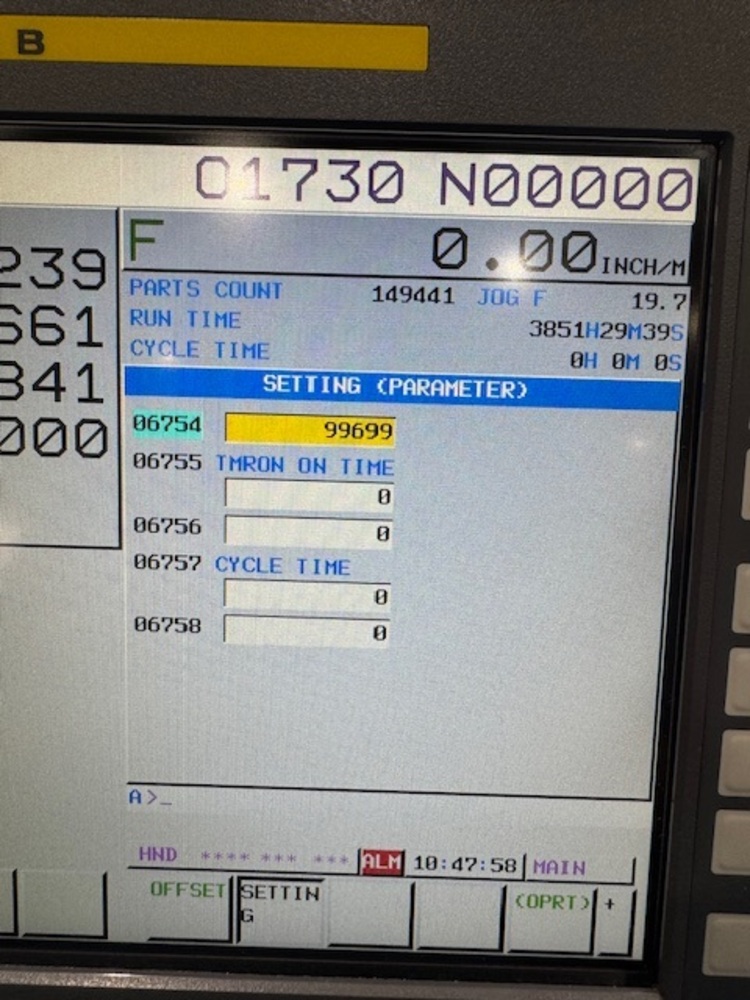 B
O1730 N00000
F 0.00 INCH/M
239
661
341
000
PARTS COUNT 149441 JOG F 19.7
RUN TIME 3851H29M39S
CYCLE TIME 0H 0M 0S
SETTING (PARAMETER)
06754 99699
06755 TMRON ON TIME
0
06756 0
06757 CYCLE TIME
0
06758 0
A>_
HND **** *** *** ALM 10:47:58 MAIN
OFFSET SETTIN (OPRT) +
G